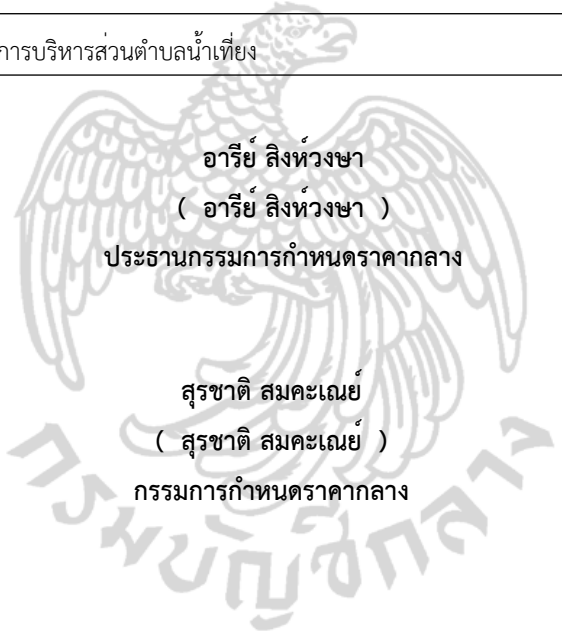 การบริหารส่วนตำบลน้ำเที่ยง
อารีย์ สิงห์วงษา
( อารีย์ สิงห์วงษา )
ประธานกรรมการกำหนดราคากลาง
สุรชาติ สมคะเณย์
( สุรชาติ สมคะเณย์ )
กรรมการกำหนดราคากลาง
กรมบัญชีกลาง